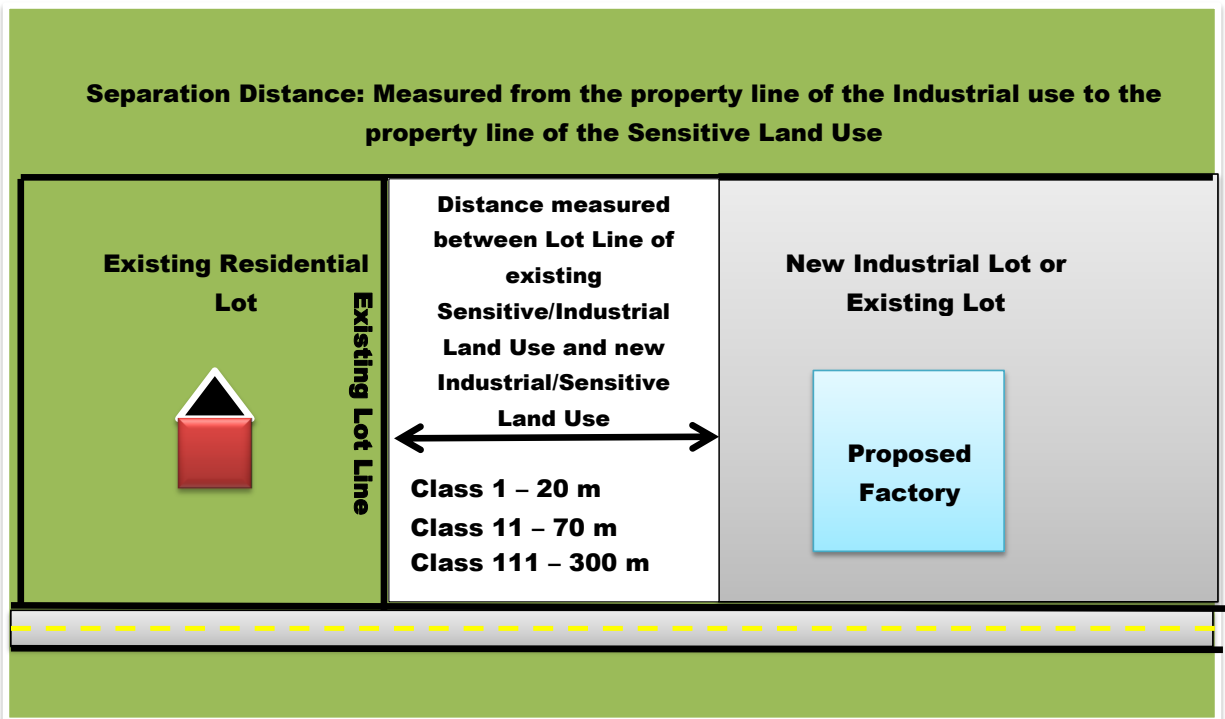 Separation Distance: Measured from the property line of the Industrial use to the
property line of the Sensitive Land Use
Existing Residential
Lot
Existing Lot Line
Distance measured
between Lot Line of
existing
Sensitive/Industrial
Land Use and new
Industrial/Sensitive
Land Use
Class 1 – 20 m
Class 11 – 70 m
Class 111 – 300 m
New Industrial Lot or
Existing Lot
Proposed
Factory